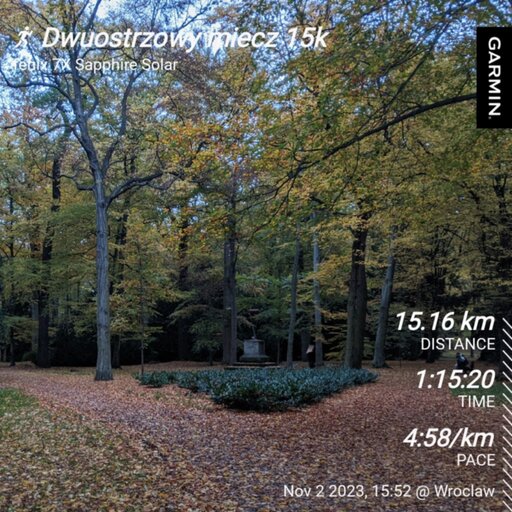 Dwuostrzowy miecz 15k
fenix 7X Sapphire Solar
GARMIN
15.16 km
DISTANCE
1:15:20
TIME
4:58/km
PACE
Nov 2 2023, 15:52 @ Wroclaw